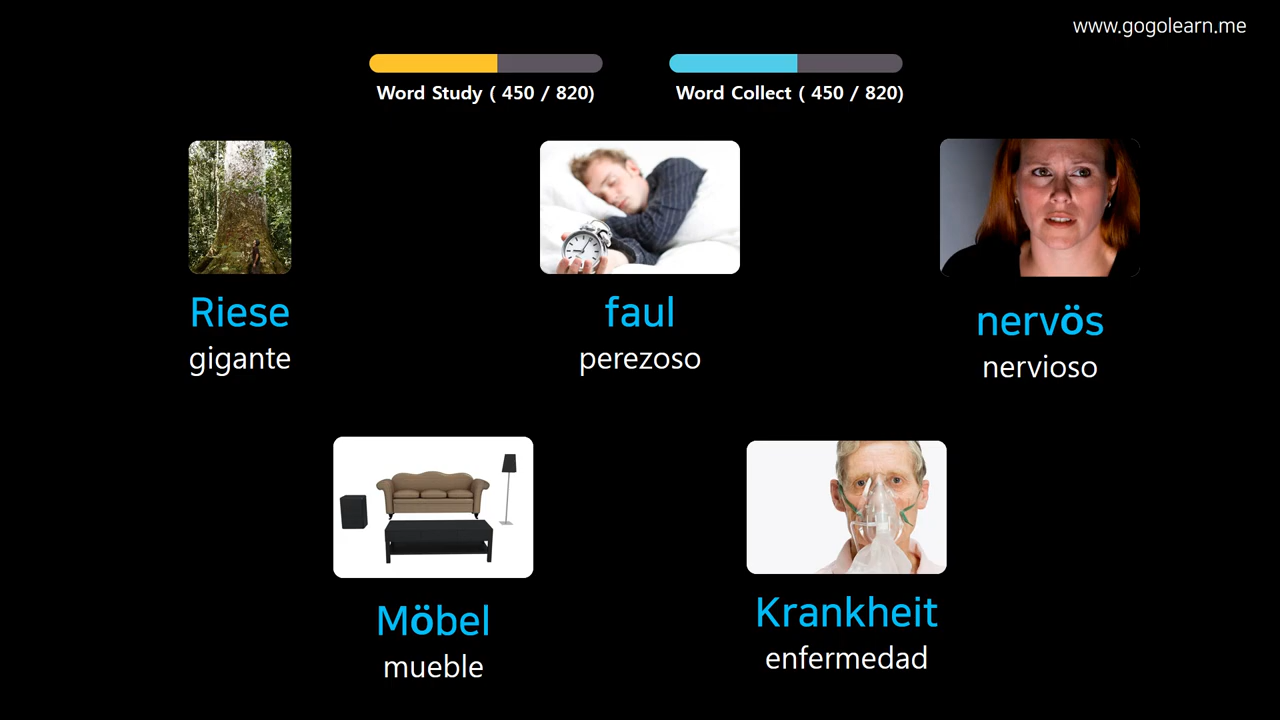 www.gogolearn.me
Word Study ( 450 / 820)
Word Collect ( 450 / 820)
Riese
gigante
faul
perezoso
nervös
nervioso
Möbel
mueble
Krankheit
enfermedad